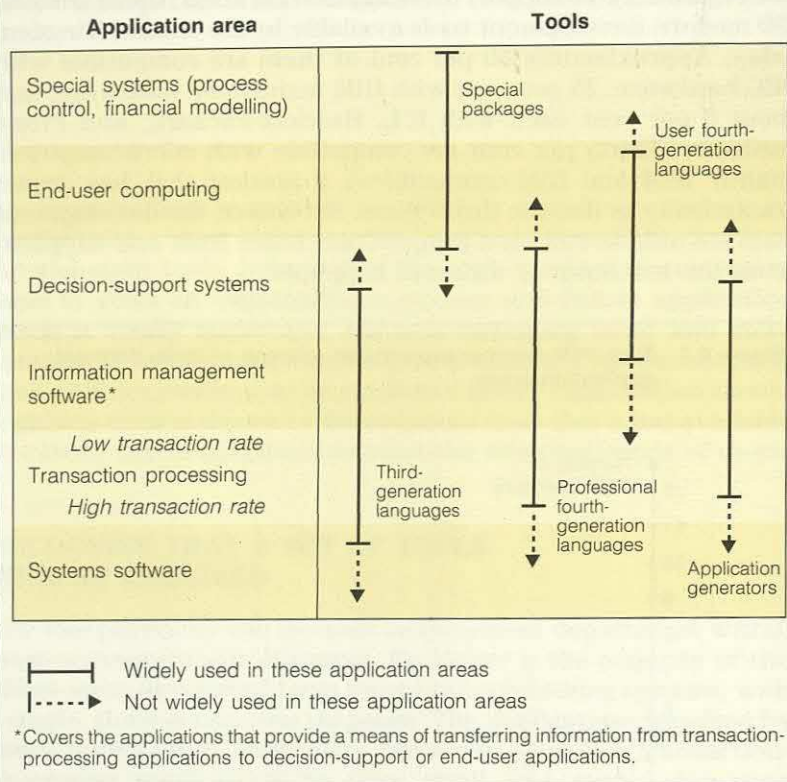 Application area
Tools
Special systems (process
control, financial modelling)
End-user computing
Decision-support systems
Information management
software*
Low transaction rate
Transaction processing
High transaction rate
Systems software
Special
packages
User fourth-
generation
languages
Third-
generation
languages
Professional
fourth-
generation
languages
Application
generators
Widely used in these application areas
Not widely used in these application areas
*Covers the applications that provide a means of transferring information from transaction-
processing applications to decision-support or end-user applications.